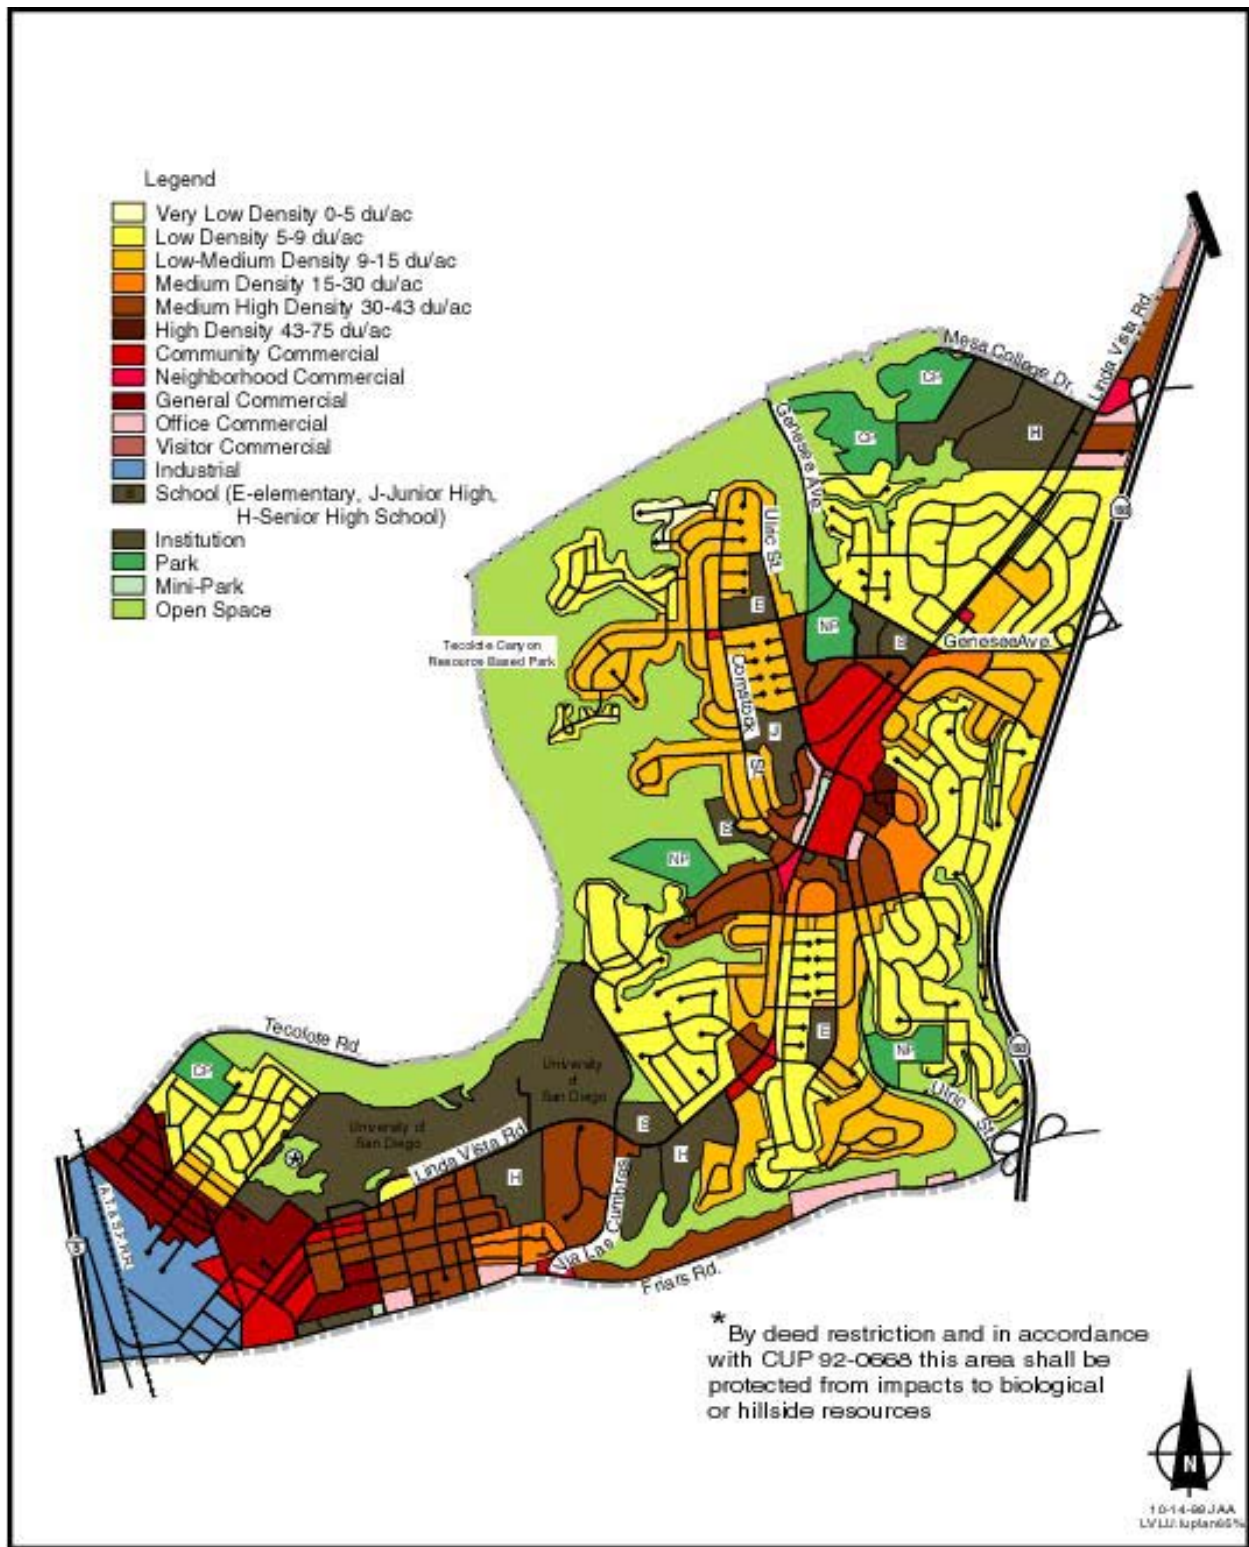 Legend
Very Low Density 0-5 du/ac
Low Density 5-9 du/ac
Low-Medium Density 9-15 du/ac
Medium Density 15-30 du/ac
Medium High Density 30-43 du/ac
High Density 43-75 du/ac
Community Commercial
Neighborhood Commercial
General Commercial
Office Commercial
Visitor Commercial
Industrial
School (E-elementary, J-Junior High,
H-Senior High School)
Institution
Park
Mini-Park
Open Space
Linda Vista Rd.
Mesa College Dr.
CP
Genesee Ave.
CP
H
Ulric St.
E
NP
E
Genesee Ave.
Tecolote Canyon
Resource Based Park
Comstock
St.
J
E
NP
Tecolote Rd.
E
NP
CP
University
of
San Diego
Ulric
St.
University of
San Diego
E
Linda Vista Rd
H
H
Via Las Cumbres
Friars Rd.
*By deed restriction and in accordance
with CUP 92-0668 this area shall be
protected from impacts to biological
or hillside resources
N